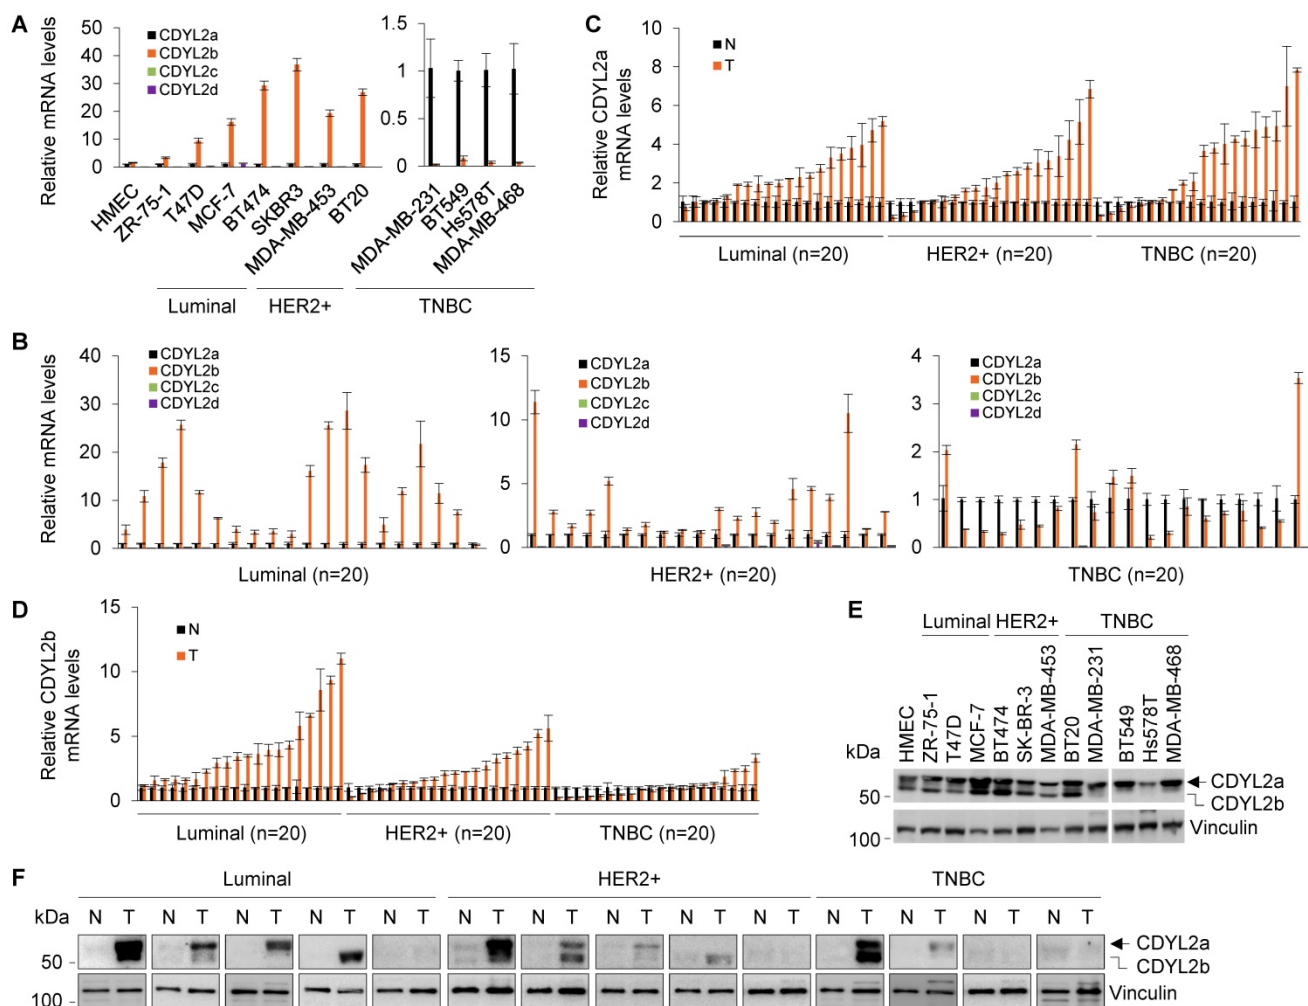 A
Relative mRNA levels
50
40
30
20
10
0
CDYL2a
CDYL2b
CDYL2c
CDYL2d
1.5
1
0.5
0
HMEC
ZR-75-1
T47D
MCF-7
BT474
SKBR3
MDA-MB-453
BT20
MDA-MB-231
BT549
Hs578T
MDA-MB-468
Luminal
HER2+
TNBC
C
Relative CDYL2a
mRNA levels
10
8
6
4
2
0
N
T
Luminal (n=20)
HER2+ (n=20)
TNBC (n=20)
B
Relative mRNA levels
40
30
20
10
0
CDYL2a
CDYL2b
CDYL2c
CDYL2d
Luminal (n=20)
15
10
5
0
CDYL2a
CDYL2b
CDYL2c
CDYL2d
HER2+ (n=20)
4
3
2
1
0
CDYL2a
CDYL2b
CDYL2c
CDYL2d
TNBC (n=20)
D
Relative CDYL2b
mRNA levels
15
10
5
0
N
T
Luminal (n=20)
HER2+ (n=20)
TNBC (n=20)
E
Luminal HER2+ TNBC
kDa
HMEC
ZR-75-1
T47D
MCF-7
BT474
SK-BR-3
MDA-MB-453
BT20
MDA-MB-231
BT549
Hs578T
MDA-MB-468
50
CDYL2a
CDYL2b
100
Vinculin
F
Luminal HER2+ TNBC
kDa N T N T N T N T N T N T N T N T N T N T N T N T N T N T
50
CDYL2a
CDYL2b
100
Vinculin